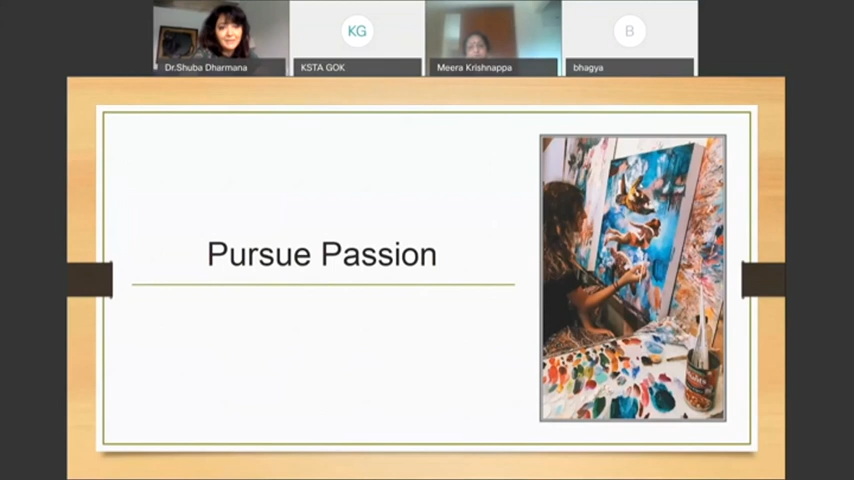 Dr.Shuba Dharmana
KG
KSTA GOK
Meera Krishnappa
B
bhagya
Pursue Passion